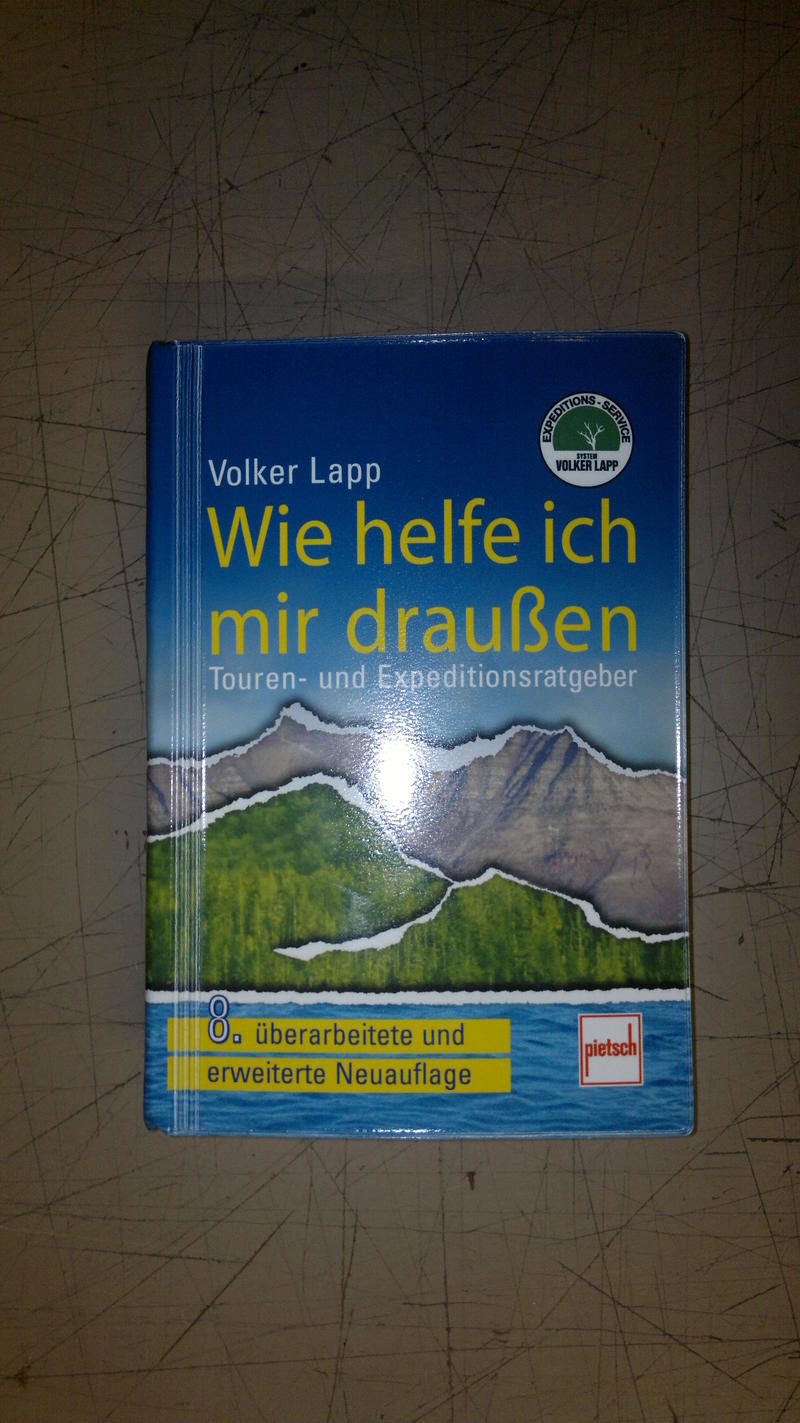 EXPEDITIONS-SERVICE
SYSTEM
VOLKER LAPP
Volker Lapp
Wie helfe ich
mir draußen
Touren- und Expeditionsratgeber
8. überarbeitete und
erweiterte Neuauflage
pietsch